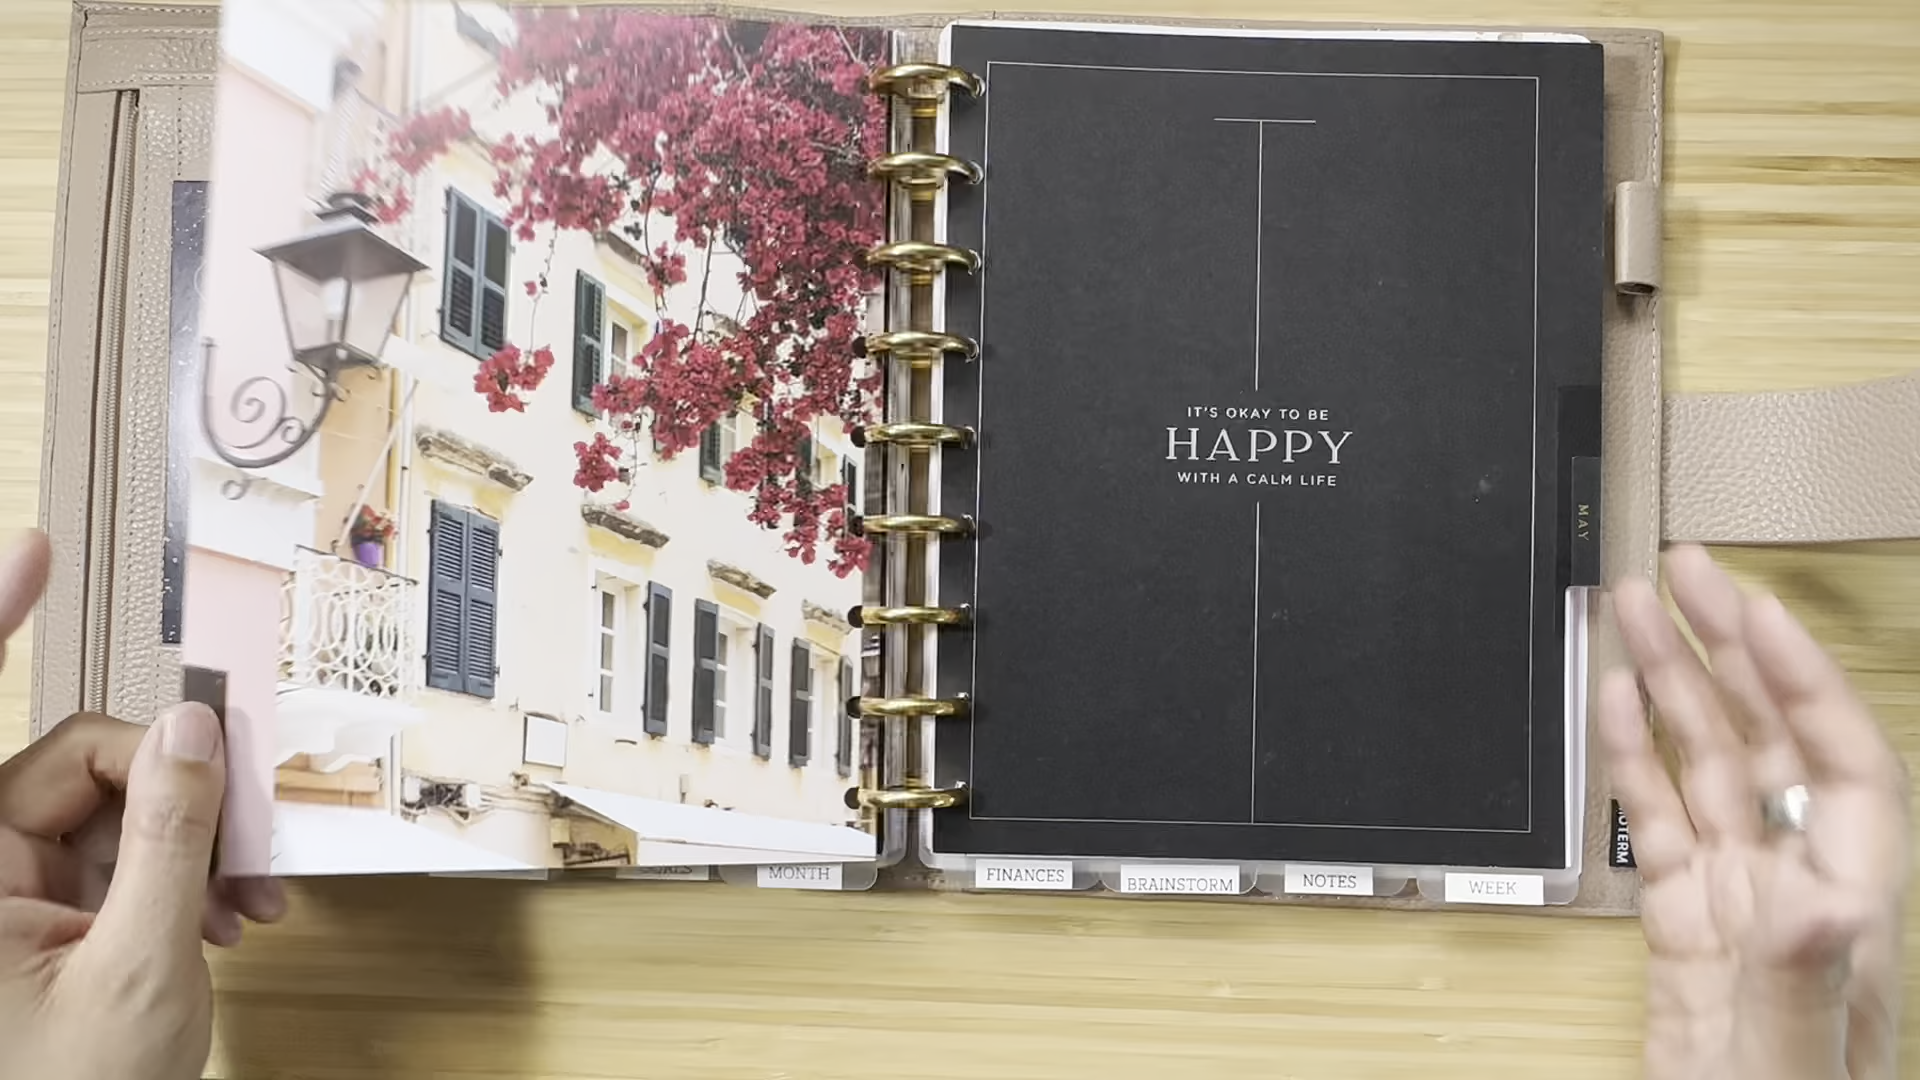 IT'S OKAY TO BE
HAPPY
WITH A CALM LIFE
MAY
MONTH
FINANCES
BRAINSTORM
NOTES
WEEK